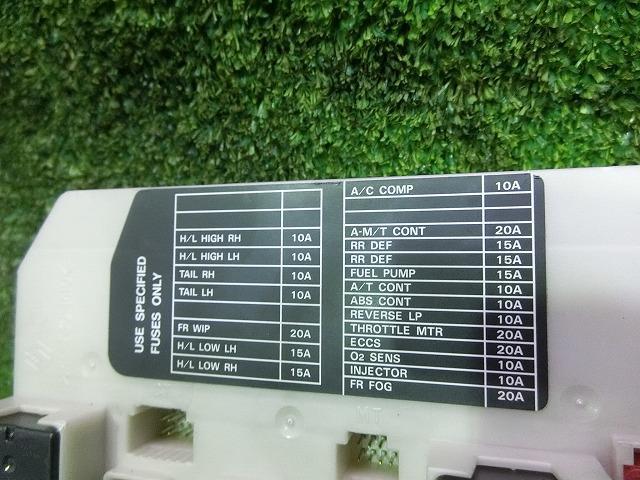 USE SPECIFIED
FUSES ONLY
H/L HIGH RH 10A
H/L HIGH LH 10A
TAIL RH 10A
TAIL LH 10A
FR WIP 20A
H/L LOW LH 15A
H/L LOW RH 15A
A/C COMP 10A
A-M/T CONT 20A
RR DEF 15A
RR DEF 15A
FUEL PUMP 15A
A/T CONT 10A
ABS CONT 10A
REVERSE LP 10A
THROTTLE MTR 20A
ECCS 20A
O2 SENS 10A
INJECTOR 10A
FR FOG 20A
MT